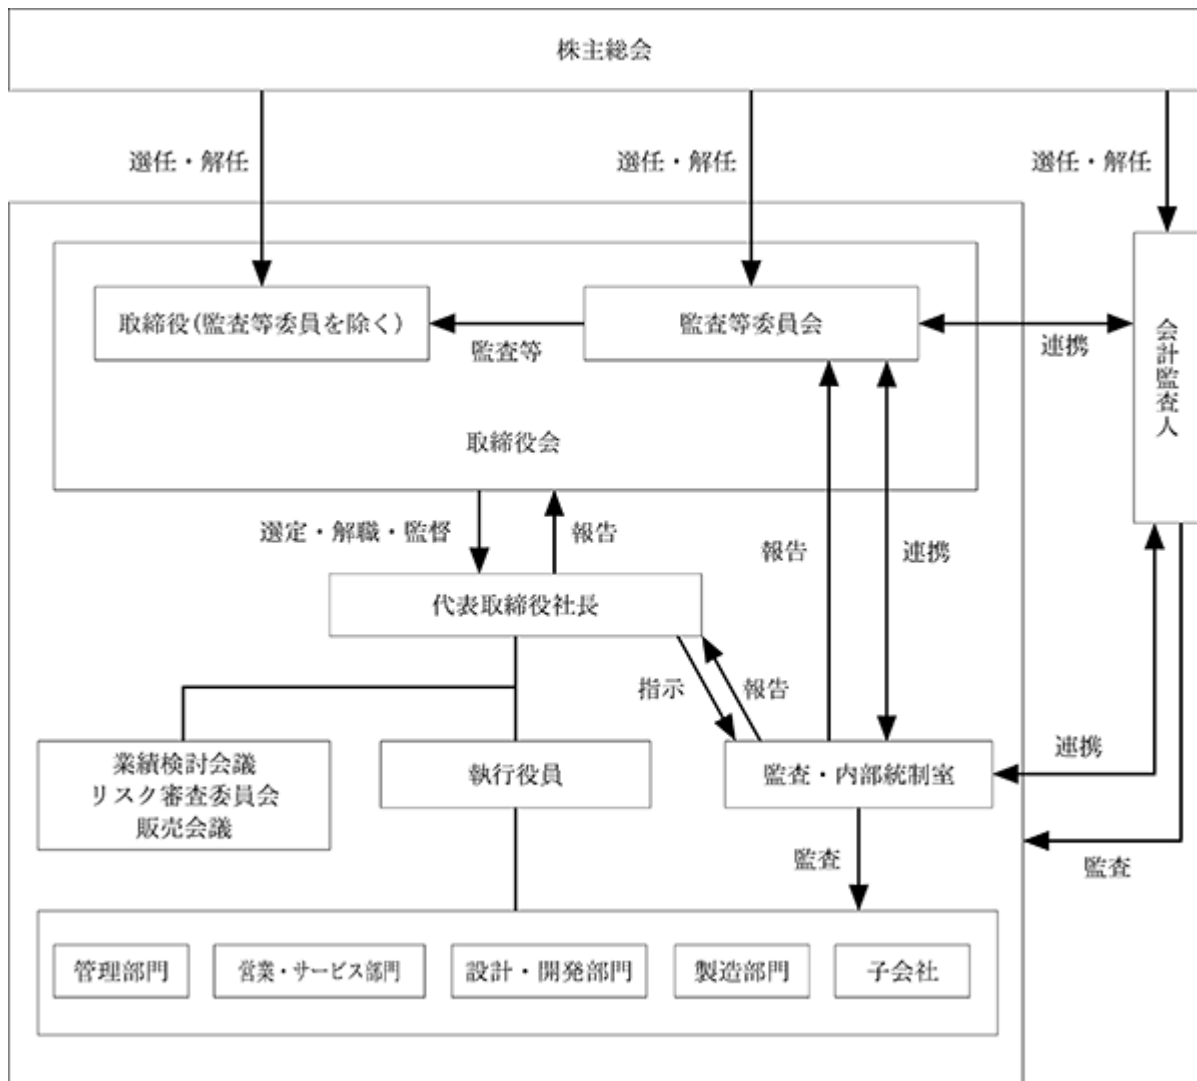 株主総会
選任・解任
選任・解任
選任・解任
取締役(監査等委員を除く)
監査等
監査等委員会
連携
会計監査人
取締役会
選定・解職・監督
報告
報告
連携
代表取締役社長
指示
報告
業績検討会議
リスク審査委員会
販売会議
執行役員
監査・内部統制室
連携
監査
監査
管理部門
営業・サービス部門
設計・開発部門
製造部門
子会社